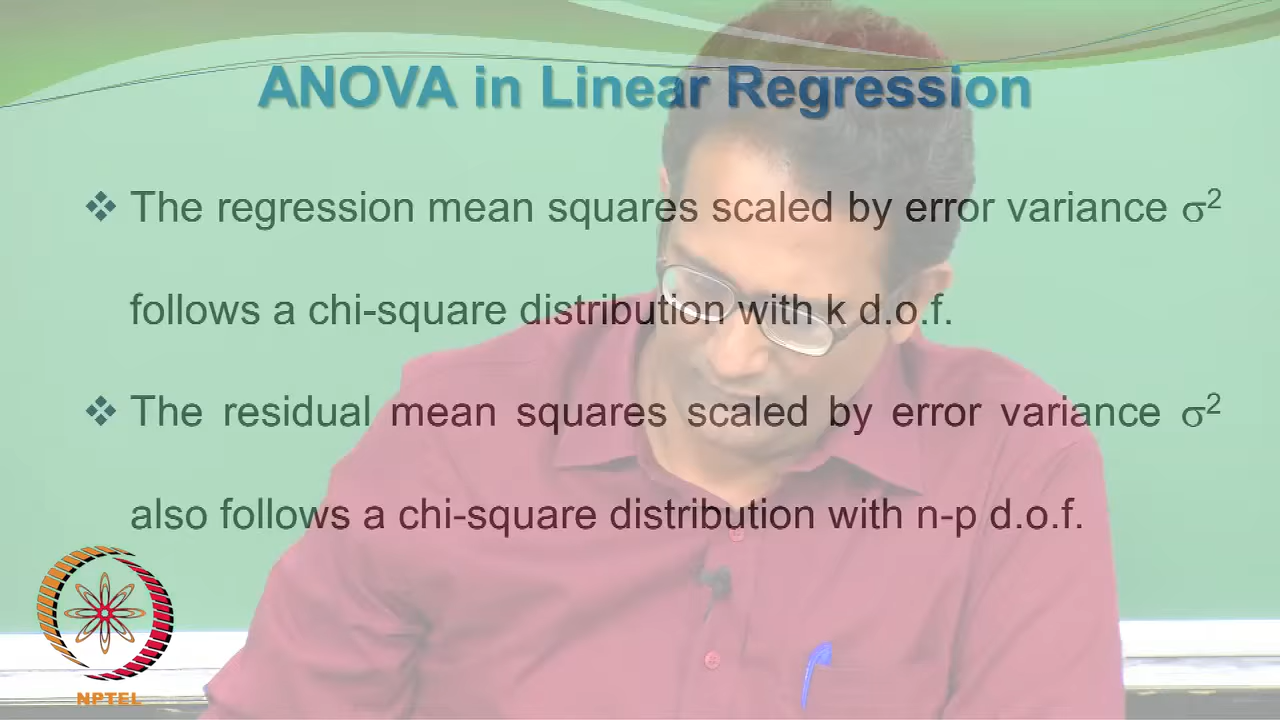 ANOVA in Linear Regression
❖ The regression mean squares scaled by error variance σ²
follows a chi-square distribution with k d.o.f.
❖ The residual mean squares scaled by error variance σ²
also follows a chi-square distribution with n-p d.o.f.
NPTEL